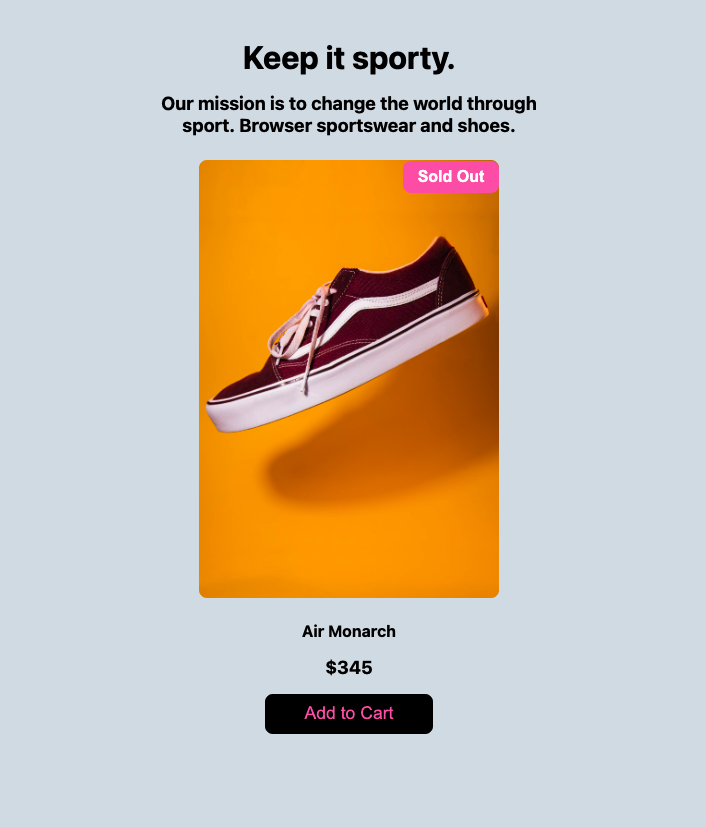 Keep it sporty.
Our mission is to change the world through
sport. Browser sportswear and shoes.
Sold Out
Air Monarch
$345
Add to Cart